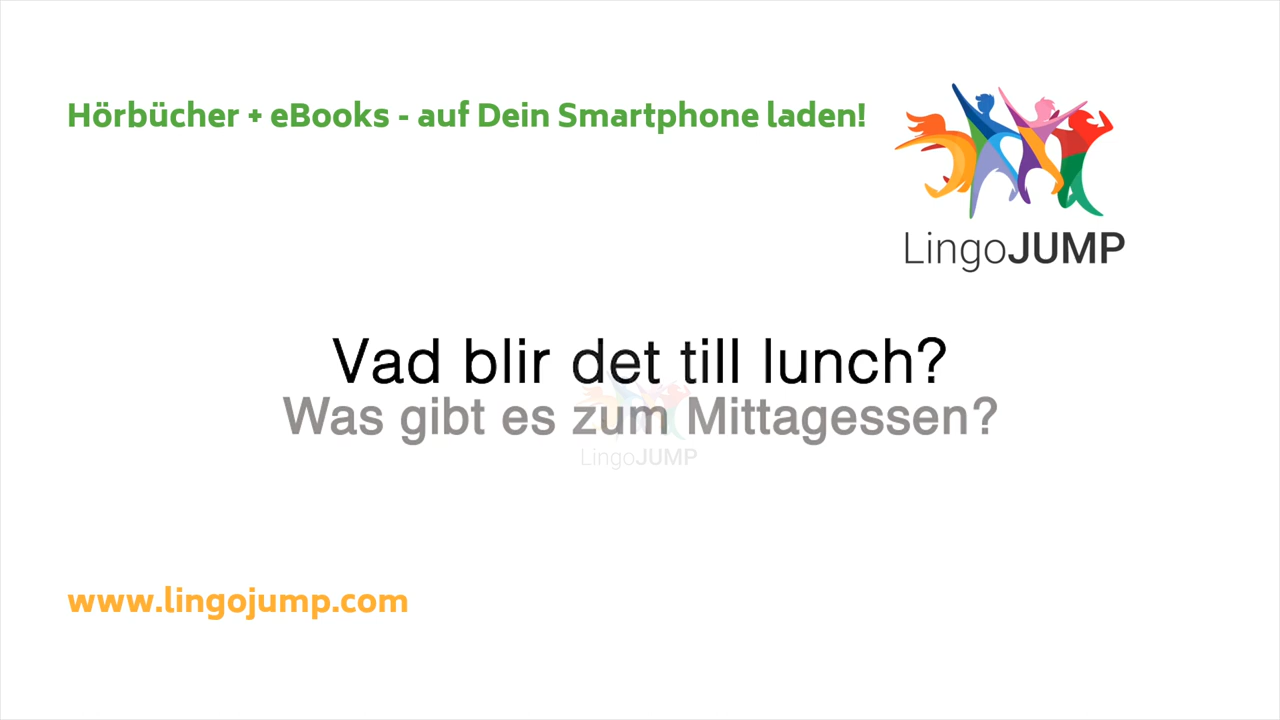 Hörbücher + eBooks - auf Dein Smartphone laden!
LingoJUMP
Vad blir det till lunch?
Was gibt es zum Mittagessen?
LingoJUMP
www.lingojump.com